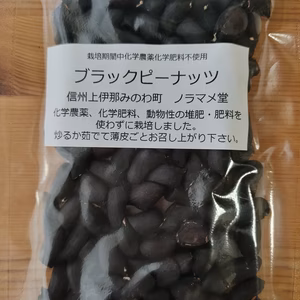 栽培期間中化学農薬化学肥料不使用
ブラックピーナッツ
信州上伊那みのわ町　ノラマメ堂
化学農薬、化学肥料、動物性の堆肥・肥料を
使わずに栽培しました。
炒るか茹でて薄皮ごとお召し上がり下さい。